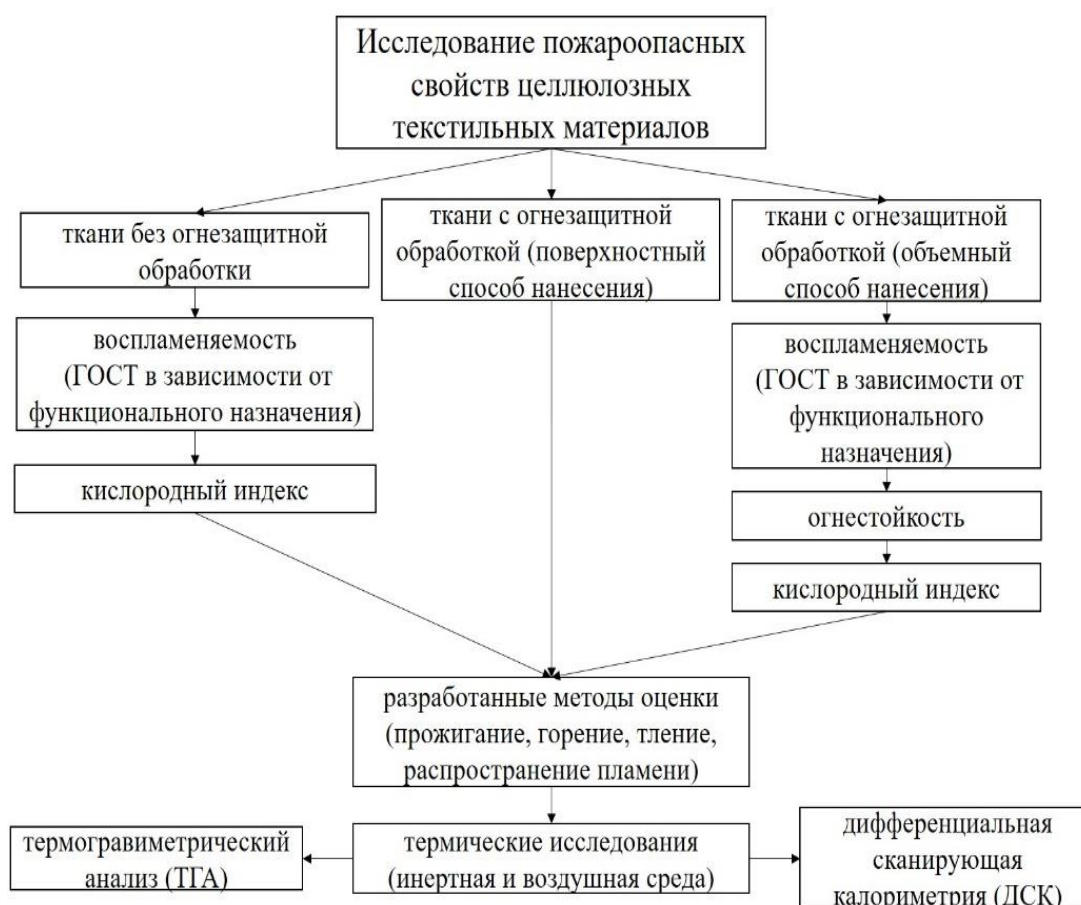 Исследование пожароопасных
свойств целлюлозных
текстильных материалов
ткани без огнезащитной
обработки
ткани с огнезащитной
обработкой (поверхностный
способ нанесения)
ткани с огнезащитной
обработкой (объемный
способ нанесения)
воспламеняемость
(ГОСТ в зависимости от
функционального назначения)
воспламеняемость
(ГОСТ в зависимости от
функционального
назначения)
кислородный индекс
огнестойкость
кислородный индекс
разработанные методы оценки
(прожигание, горение, тление,
распространение пламени)
термогравиметрический
анализ (ТГА)
термические исследования
(инертная и воздушная среда)
дифференциальная
сканирующая
калориметрия (ДСК)